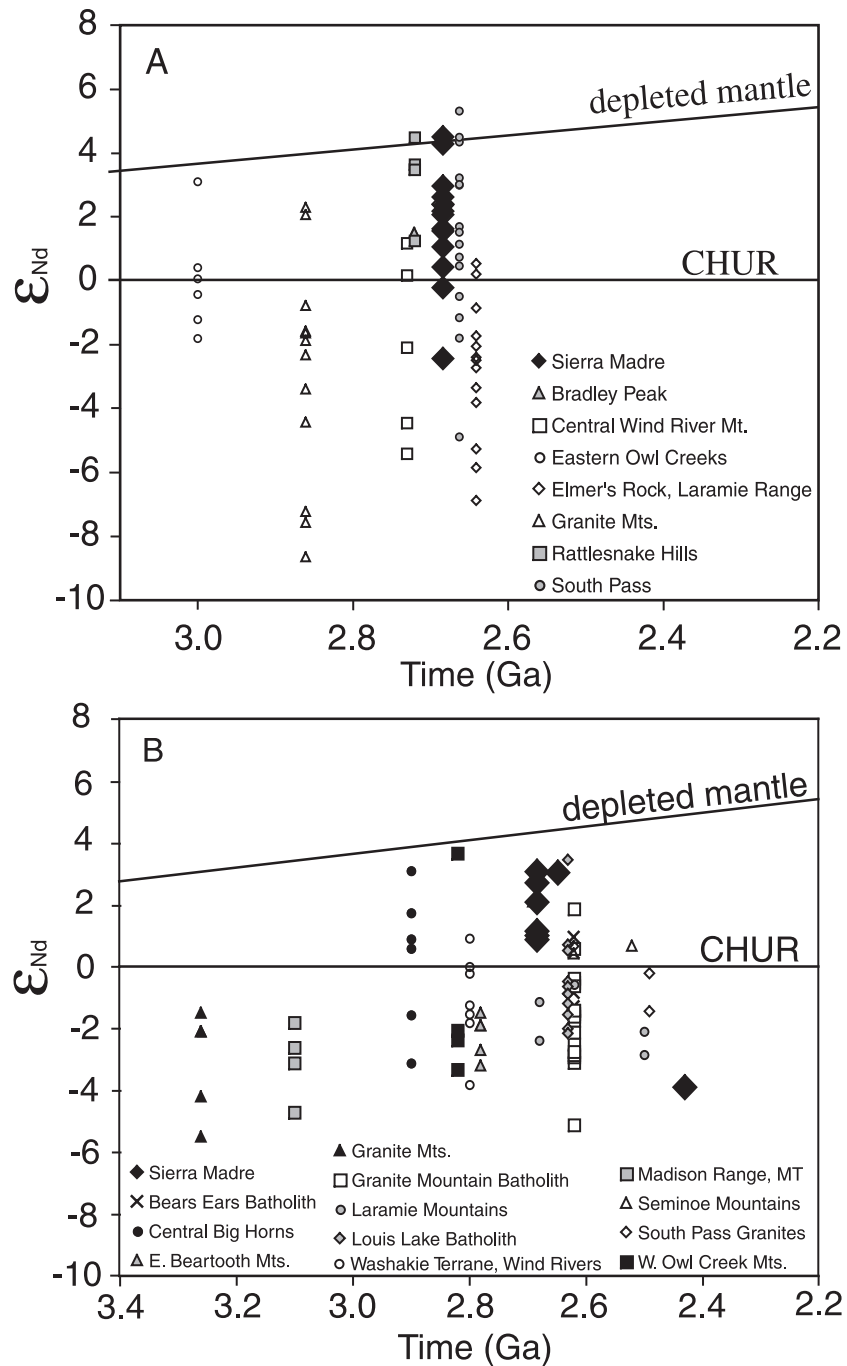 A
8
6
4
2
0
-2
-4
-6
-8
-10
εNd
depleted mantle
CHUR
Sierra Madre
Bradley Peak
Central Wind River Mt.
Eastern Owl Creeks
Elmer's Rock, Laramie Range
Granite Mts.
Rattlesnake Hills
South Pass
3.0 2.8 2.6 2.4 2.2
Time (Ga)
B
8
6
4
2
0
-2
-4
-6
-8
-10
εNd
depleted mantle
CHUR
Sierra Madre
Bears Ears Batholith
Central Big Horns
E. Beartooth Mts.
Granite Mts.
Granite Mountain Batholith
Laramie Mountains
Louis Lake Batholith
Washakie Terrane, Wind Rivers
Madison Range, MT
Seminoe Mountains
South Pass Granites
W. Owl Creek Mts.
3.4 3.2 3.0 2.8 2.6 2.4 2.2
Time (Ga)